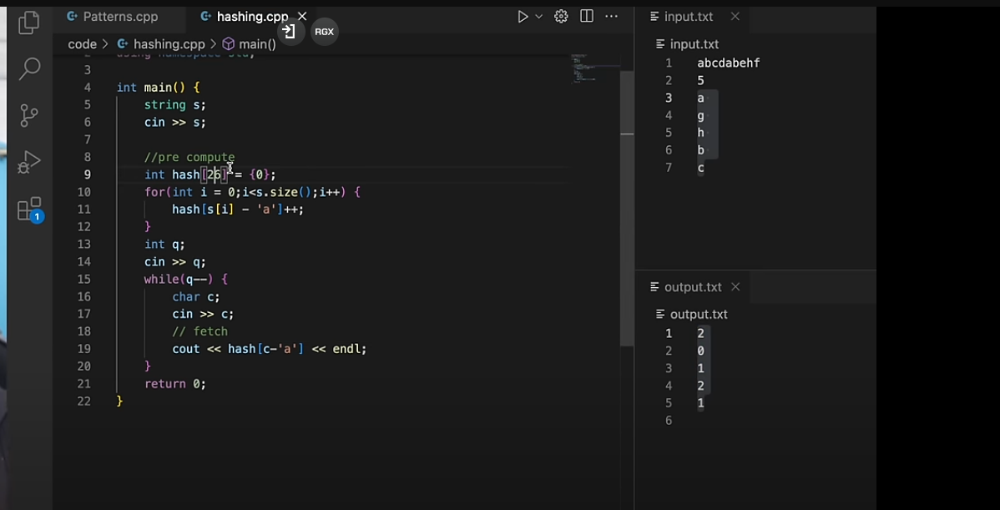 Patterns.cpp
hashing.cpp
RGX
code > hashing.cpp > main()
3
4 int main() {
5 string s;
6 cin >> s;
7
8 //pre compute
9 int hash[26] = {0};
10 for(int i = 0;i<s.size();i++) {
11 hash[s[i] - 'a']++;
12 }
13 int q;
14 cin >> q;
15 while(q--) {
16 char c;
17 cin >> c;
18 // fetch
19 cout << hash[c-'a'] << endl;
20 }
21 return 0;
22 }
1
input.txt
input.txt
1 abcdabehf
2 5
3 a
4 g
5 h
6 b
7 c
output.txt
output.txt
1 2
2 0
3 1
4 2
5 1
6